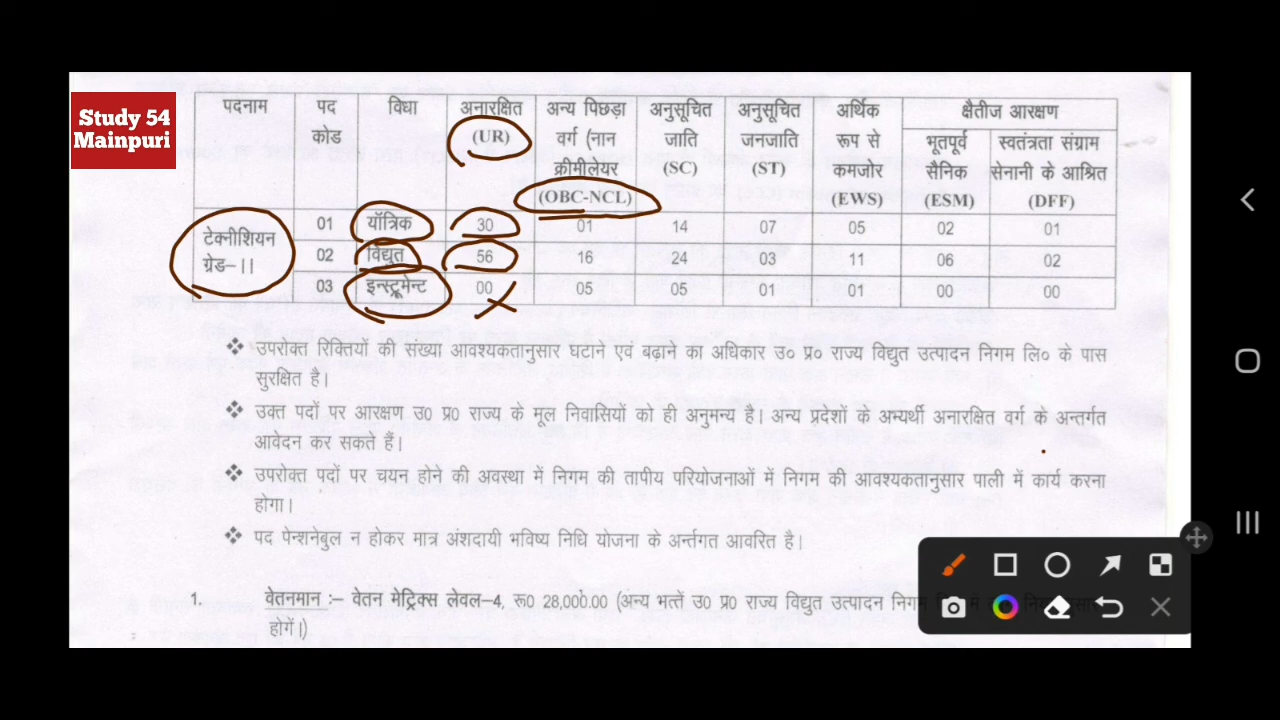 Study 54
Mainpuri
पदनाम पद कोड विधा अनारक्षित (UR) अन्य पिछड़ा वर्ग (नान क्रीमीलेयर (OBC-NCL) अनुसूचित जाति (SC) अनुसूचित जनजाति (ST) आर्थिक रूप से कमजोर (EWS) क्षैतीज आरक्षण
भूतपूर्व सैनिक (ESM) स्वतंत्रता संग्राम सेनानी के आश्रित (DFF)
टेक्नीशियन ग्रेड-II
01 यॉत्रिक 30 01 14 07 05 02 01
02 विद्युत 56 16 24 03 11 06 02
03 इन्स्ट्रूमेन्ट 00 05 05 01 01 00 00
❖ उपरोक्त रिक्तियों की संख्या आवश्यकतानुसार घटाने एवं बढ़ाने का अधिकार उ० प्र० राज्य विद्युत उत्पादन निगम लि० के पास
सुरक्षित है।
❖ उक्त पदों पर आरक्षण उ0 प्र0 राज्य के मूल निवासियों को ही अनुमन्य है। अन्य प्रदेशों के अभ्यर्थी अनारक्षित वर्ग के अन्तर्गत
आवेदन कर सकते हैं।
❖ उपरोक्त पदों पर चयन होने की अवस्था में निगम की तापीय परियोजनाओं में निगम की आवश्यकतानुसार पाली में कार्य करना
होगा।
❖ पद पेन्शनेबुल न होकर मात्र अंशदायी भविष्य निधि योजना के अर्न्तगत आवरित है।
1. वेतनमान :- वेतन मेट्रिक्स लेवल-4, रू0 28,000.00 (अन्य भत्तें उ0 प्र0 राज्य विद्युत उत्पादन निगम
होगें।)